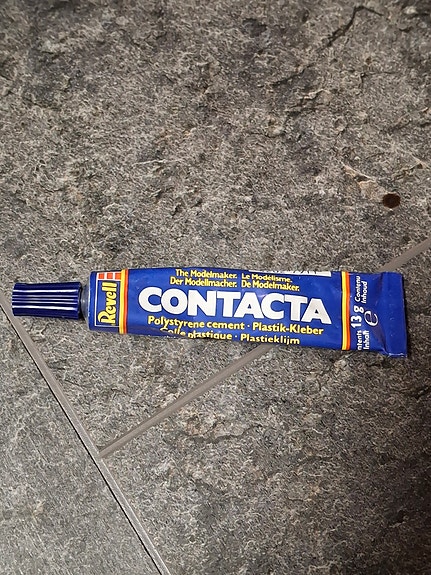 Revell
The Modelmaker. Le Modélisme.
Der Modellmacher. De Modelmaker.
CONTACTA
Polystyrene cement · Plastik-Kleber
Colle plastique · Plastieklijm
Contenu
Inhoud
13 g e
Inhalt